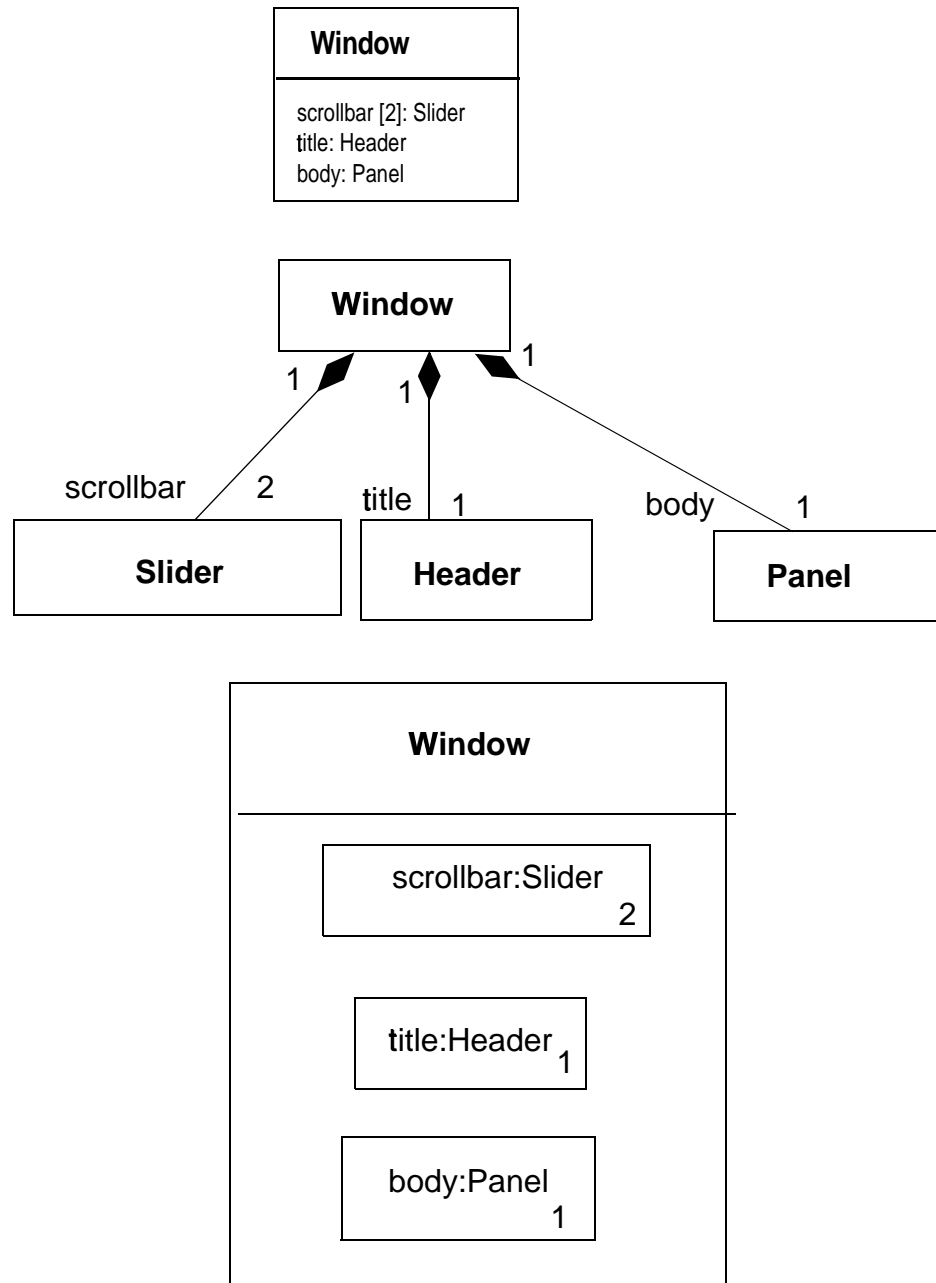 Window
scrollbar [2]: Slider
title: Header
body: Panel
Window
1
1
1
scrollbar
2
title
1
body
1
Slider
Header
Panel
Window
scrollbar:Slider
2
title:Header
1
body:Panel
1